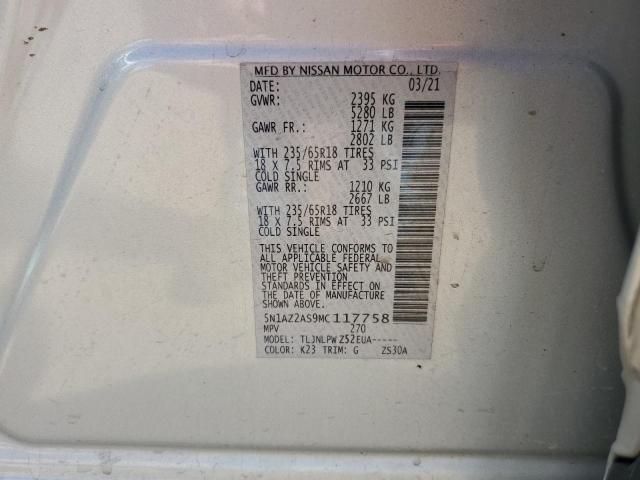 MFD BY NISSAN MOTOR CO., LTD.
DATE: 03/21
GVWR: 2395 KG
5280 LB
GAWR FR.: 1271 KG
2802 LB
WITH 235/65R18 TIRES
18 X 7.5 RIMS AT 33 PSI
COLD SINGLE
GAWR RR.: 1210 KG
2667 LB
WITH 235/65R18 TIRES
18 X 7.5 RIMS AT 33 PSI
COLD SINGLE
THIS VEHICLE CONFORMS TO
ALL APPLICABLE FEDERAL
MOTOR VEHICLE SAFETY AND
THEFT PREVENTION
STANDARDS IN EFFECT ON
THE DATE OF MANUFACTURE
SHOWN ABOVE.
5N1AZ2AS9MC117758
MPV 270
MODEL: TLJNLPW Z52EUA-----
COLOR: K23 TRIM: G ZS30A